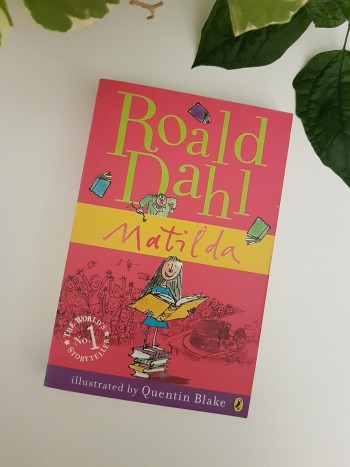 Roald
Dahl
Matilda
THE WORLD'S
No.1
STORYTELLER
illustrated by Quentin Blake